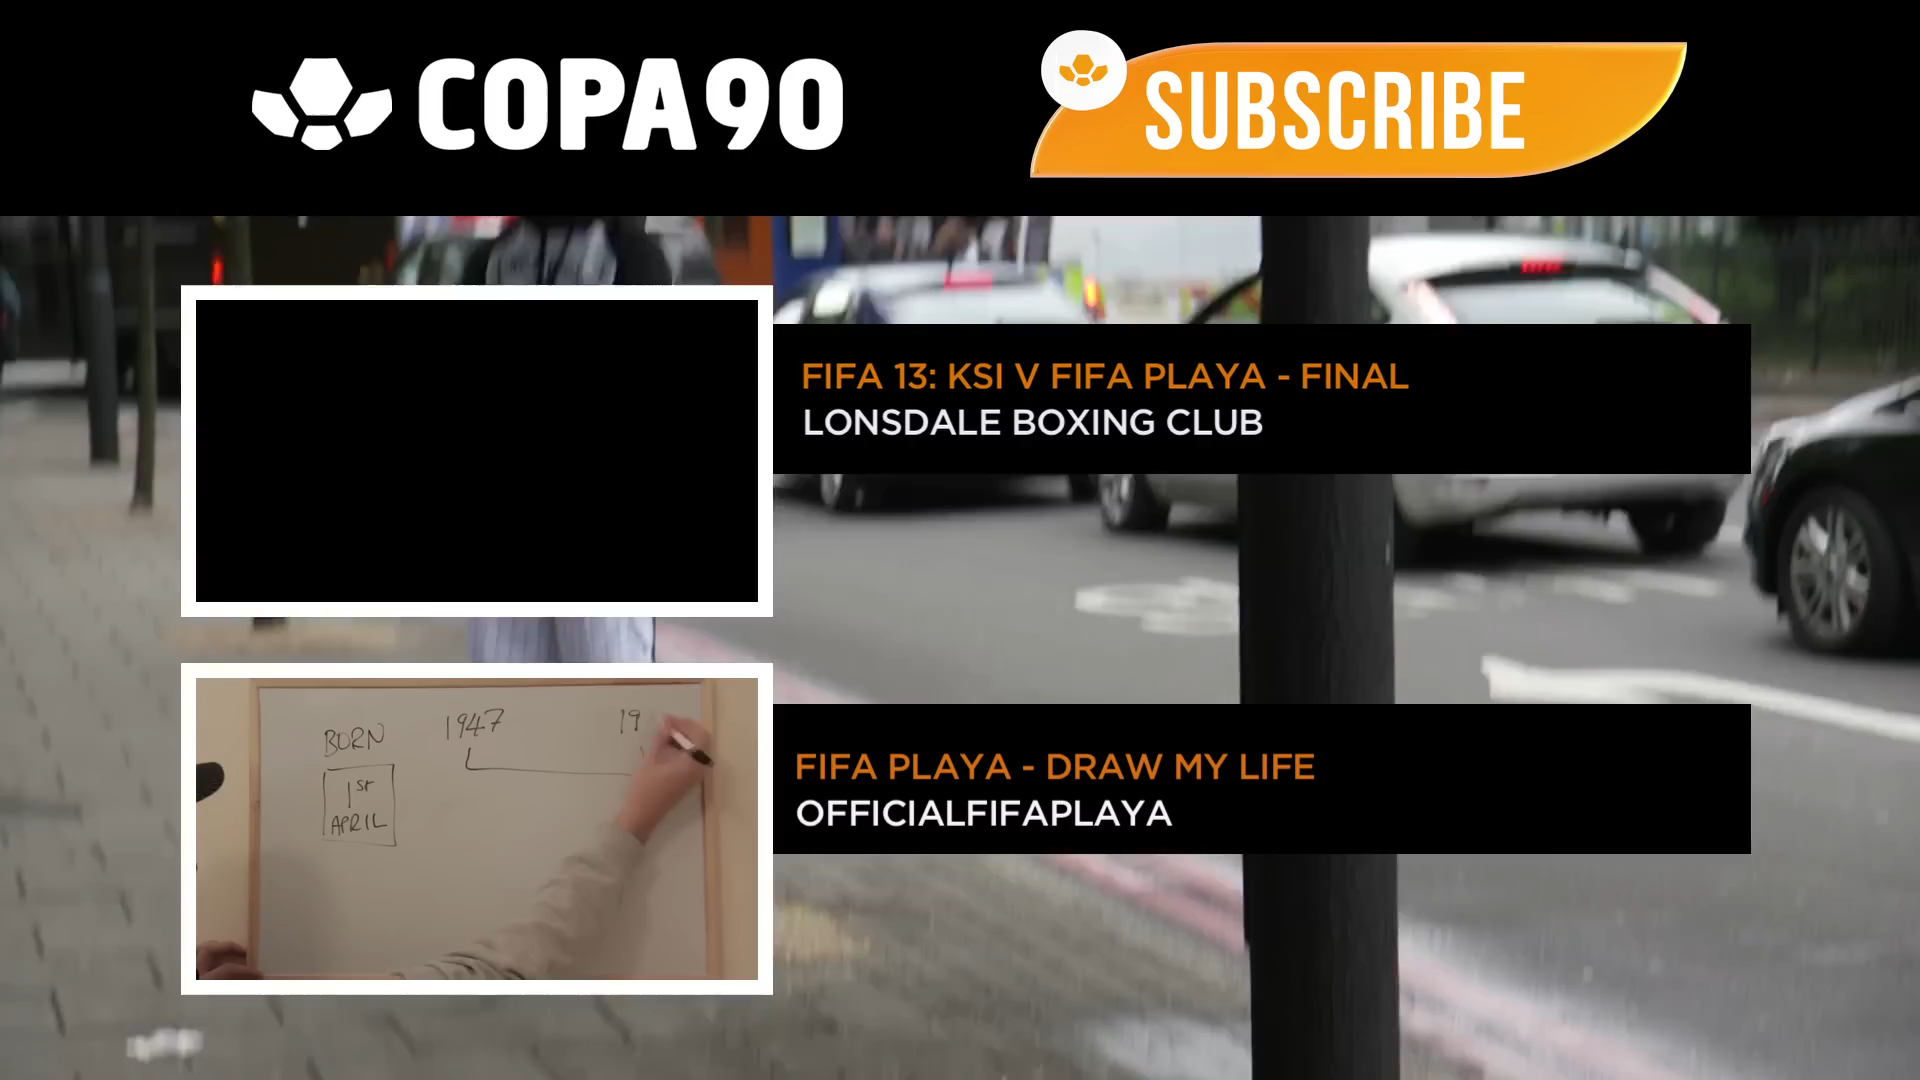 COPA90
SUBSCRIBE
FIFA 13: KSI V FIFA PLAYA - FINAL
LONSDALE BOXING CLUB
BORN
1947
19
1ST
APRIL
FIFA PLAYA - DRAW MY LIFE
OFFICIALFIFAPLAYA